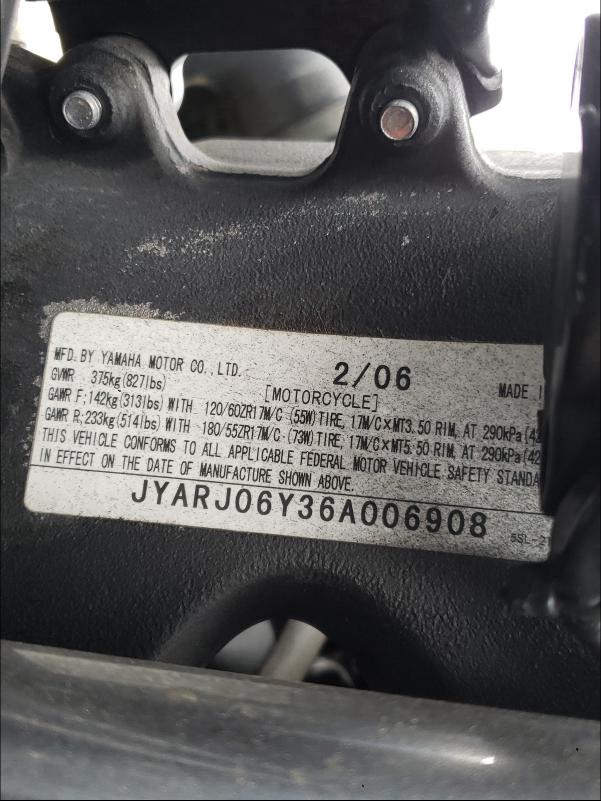 MFD. BY YAMAHA MOTOR CO., LTD. 2/06 MADE
GVWR 375kg(827lbs) [MOTORCYCLE]
GAWR F; 142kg(313lbs) WITH 120/60ZR17M/C (55W) TIRE, 17M/C×MT3.50 RIM, AT 290kPa
GAWR R; 233kg(514lbs) WITH 180/55ZR17M/C (73W) TIRE, 17M/C×MT5.50 RIM, AT 290kPa
THIS VEHICLE CONFORMS TO ALL APPLICABLE FEDERAL MOTOR VEHICLE SAFETY STANDA
IN EFFECT ON THE DATE OF MANUFACTURE SHOWN ABOVE.
JYARJ06Y36A006908